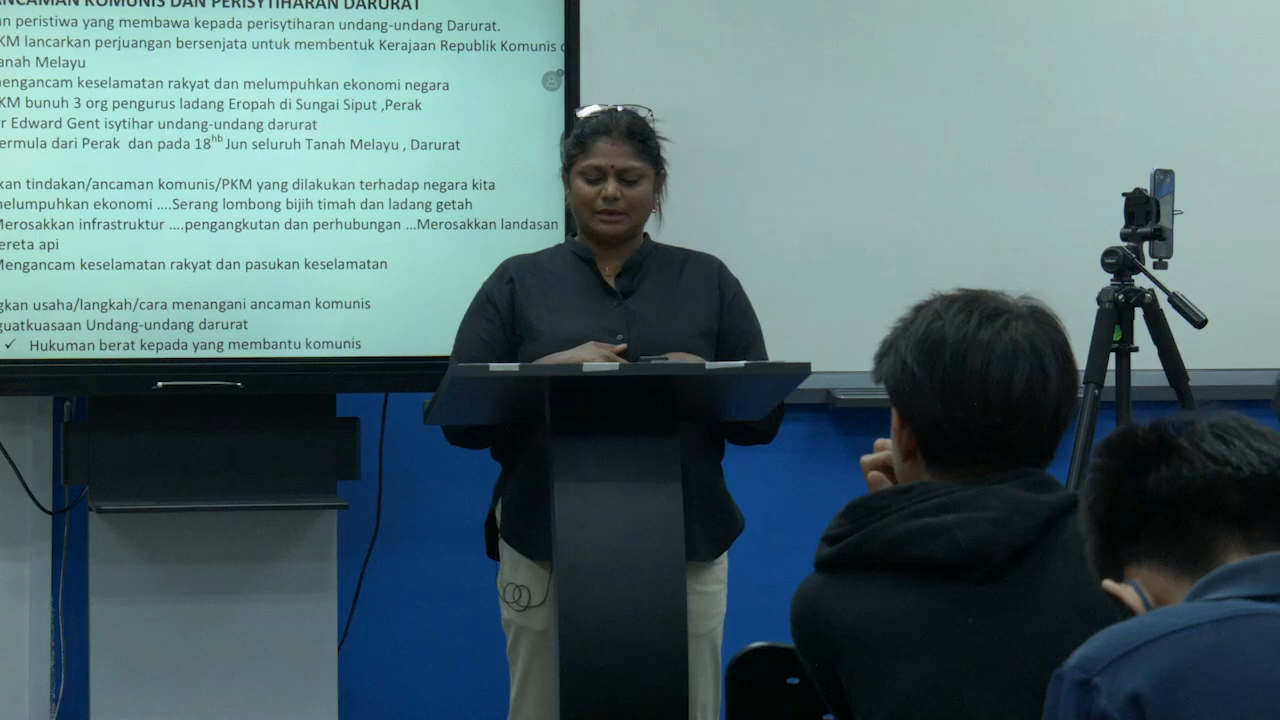 ANCAMAN KOMUNIS DAN PERISYTIHARAN DARURAT
an peristiwa yang membawa kepada perisytiharan undang-undang Darurat.
KM lancarkan perjuangan bersenjata untuk membentuk Kerajaan Republik Komunis
anah Melayu
mengancam keselamatan rakyat dan melumpuhkan ekonomi negara
KM bunuh 3 org pengurus ladang Eropah di Sungai Siput ,Perak
r Edward Gent isytihar undang-undang darurat
ermula dari Perak dan pada 18hb Jun seluruh Tanah Melayu , Darurat
kan tindakan/ancaman komunis/PKM yang dilakukan terhadap negara kita
melumpuhkan ekonomi ....Serang lombong bijih timah dan ladang getah
Merosakkan infrastruktur ....pengangkutan dan perhubungan ...Merosakkan landasan
ereta api
Mengancam keselamatan rakyat dan pasukan keselamatan
gkan usaha/langkah/cara menangani ancaman komunis
guatkuasaan Undang-undang darurat
✓ Hukuman berat kepada yang membantu komunis